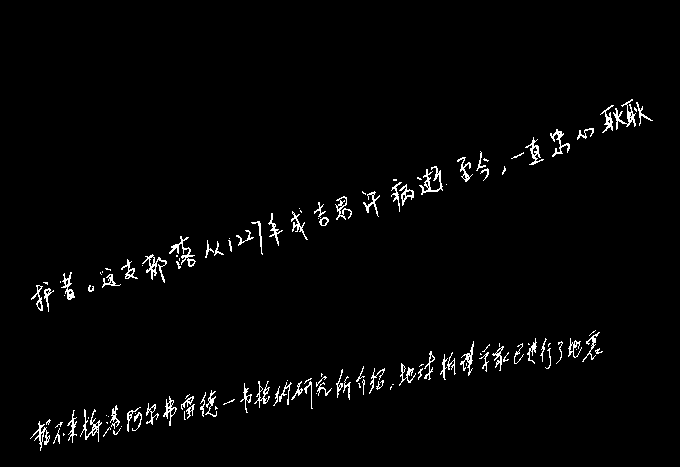 护者。这支部落从1227年成吉思汗病逝至今,一直忠心耿耿
据不来梅港阿尔弗雷德一韦格纳研究所介绍,地球物理学家已进行了地震